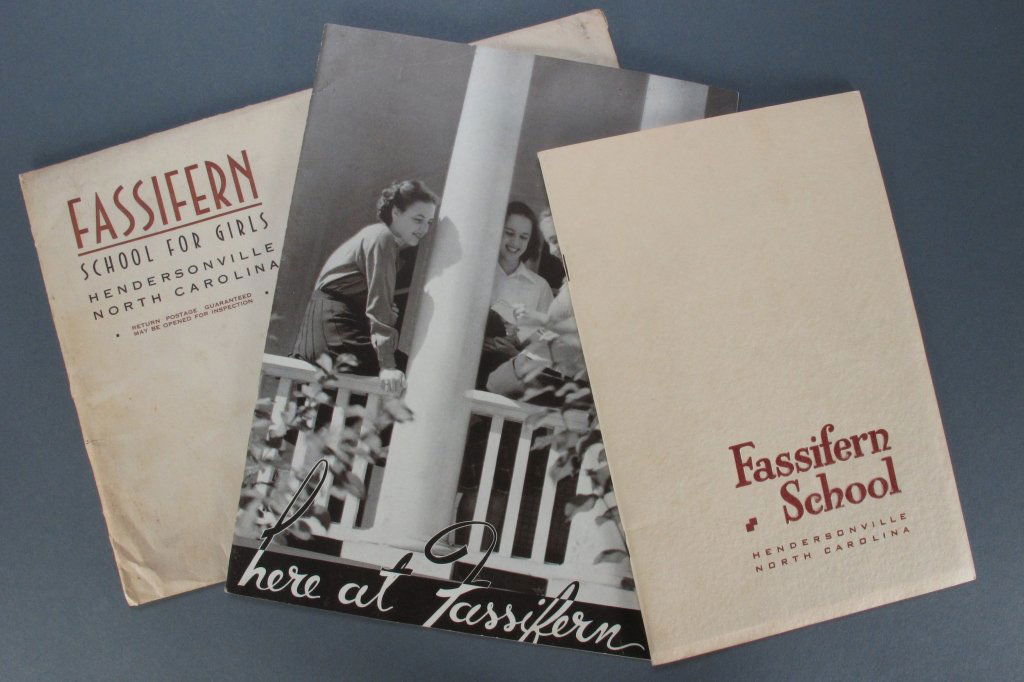 FASSIFERN
SCHOOL FOR GIRLS
HENDERSONVILLE
NORTH CAROLINA
• RETURN POSTAGE GUARANTEED •
MAY BE OPENED FOR INSPECTION
here at Fassifern
Fassifern
School
HENDERSONVILLE
NORTH CAROLINA